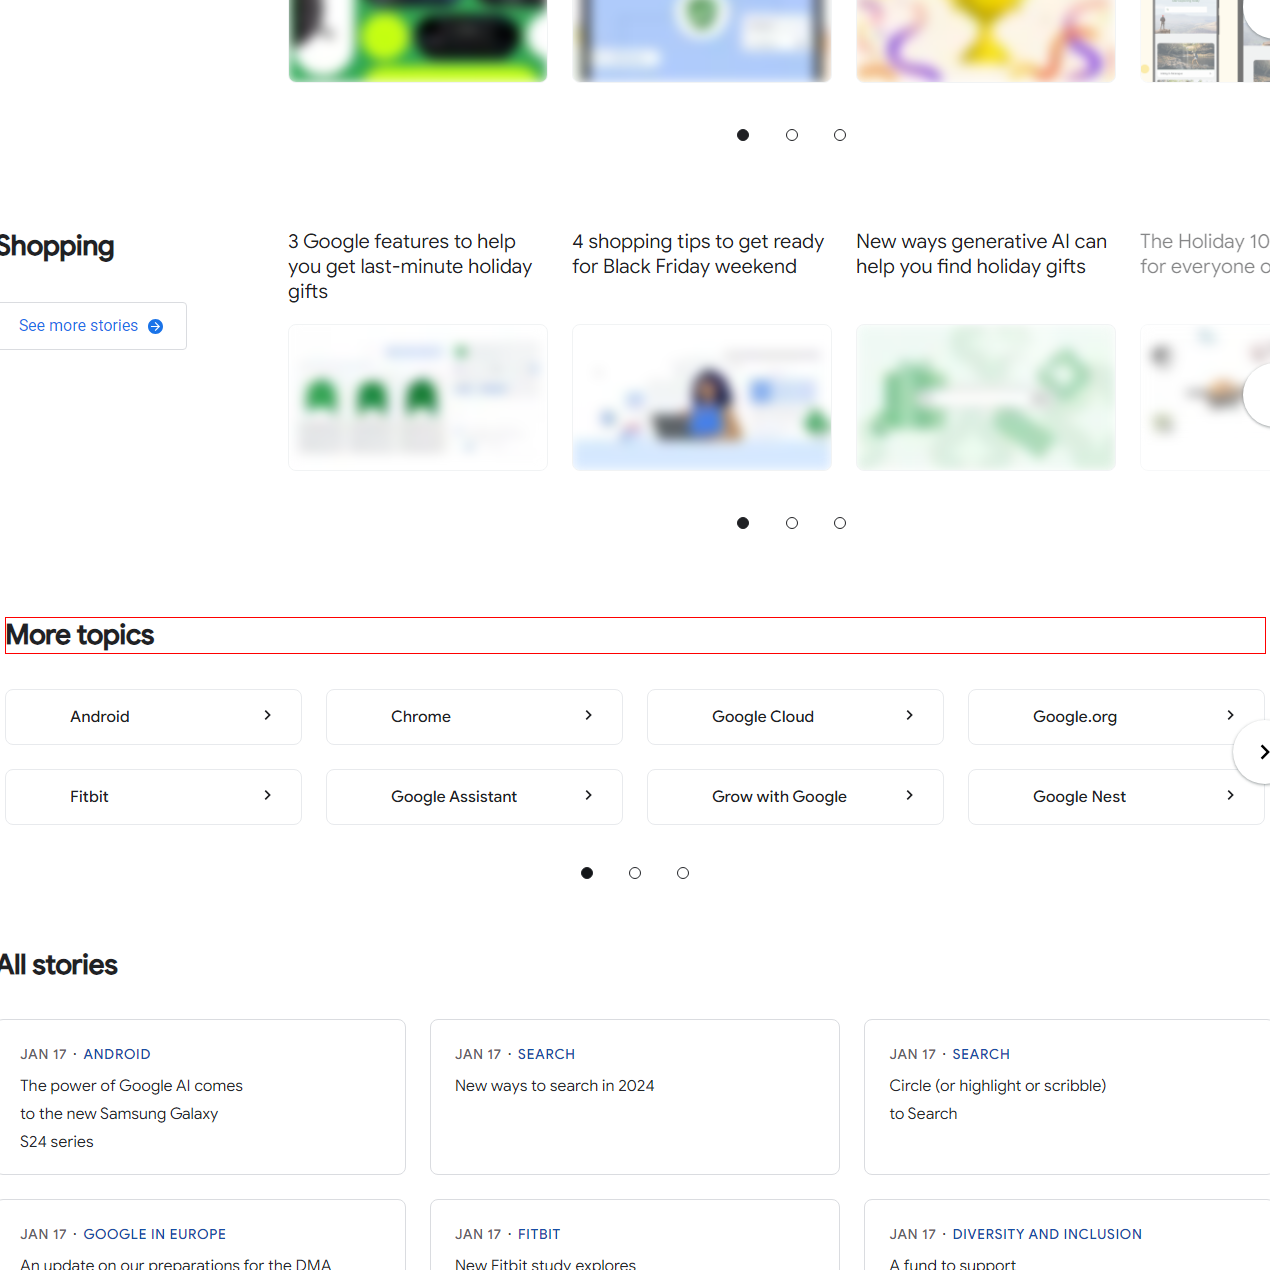 Shopping
See more stories
3 Google features to help
you get last-minute holiday
gifts
4 shopping tips to get ready
for Black Friday weekend
New ways generative AI can
help you find holiday gifts
The Holiday 10
for everyone o
More topics
Android
Chrome
Google Cloud
Google.org
Fitbit
Google Assistant
Grow with Google
Google Nest
All stories
JAN 17 · ANDROID
The power of Google AI comes
to the new Samsung Galaxy
S24 series
JAN 17 · SEARCH
New ways to search in 2024
JAN 17 · SEARCH
Circle (or highlight or scribble)
to Search
JAN 17 · GOOGLE IN EUROPE
An update on our preparations for the DMA
JAN 17 · FITBIT
New Fitbit study explores
JAN 17 · DIVERSITY AND INCLUSION
A fund to support